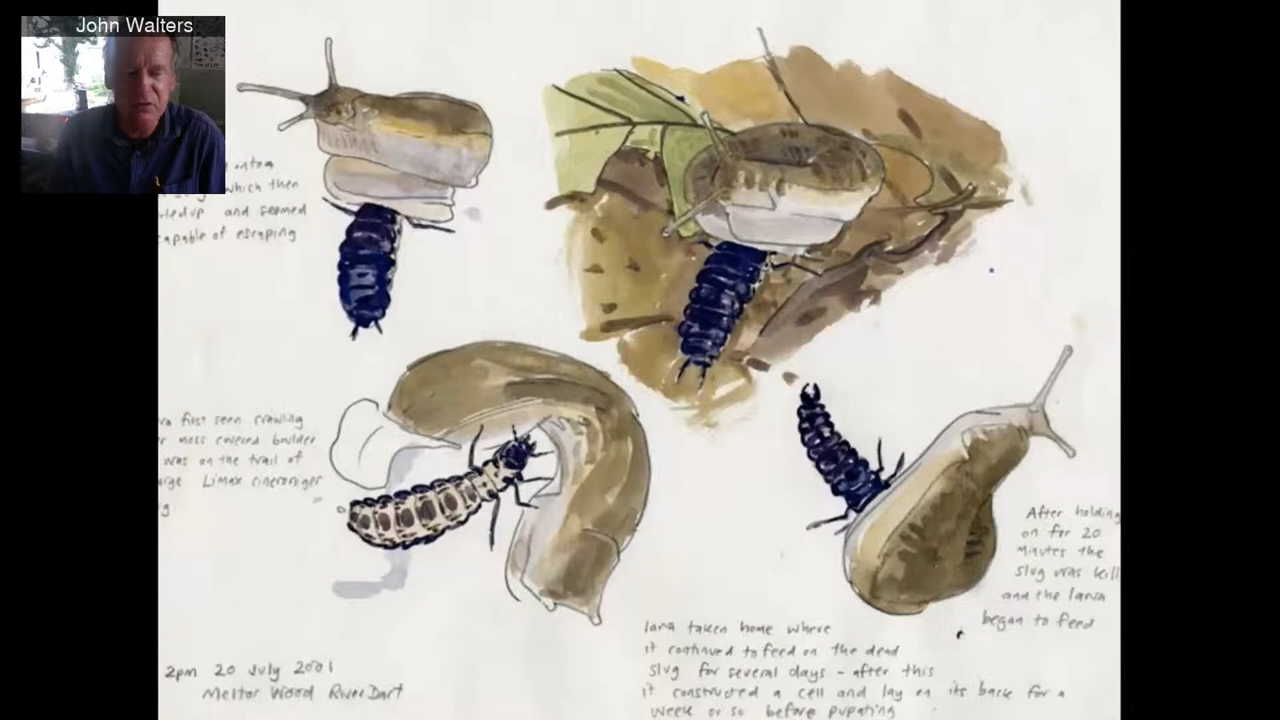 John Walters
which then
and seemed
capable of escaping
first seen crawling
moss covered boulder
was on the trail of
Limax cinereoniger
After holding
on for 20
minutes the
slug was kill
and the larva
began to feed
larva taken home where
it continued to feed on the dead
slug for several days - after this
it constructed a cell and lay on its back for a
week or so before pupating
2pm 20 July 2001
Meltor Wood River Dart